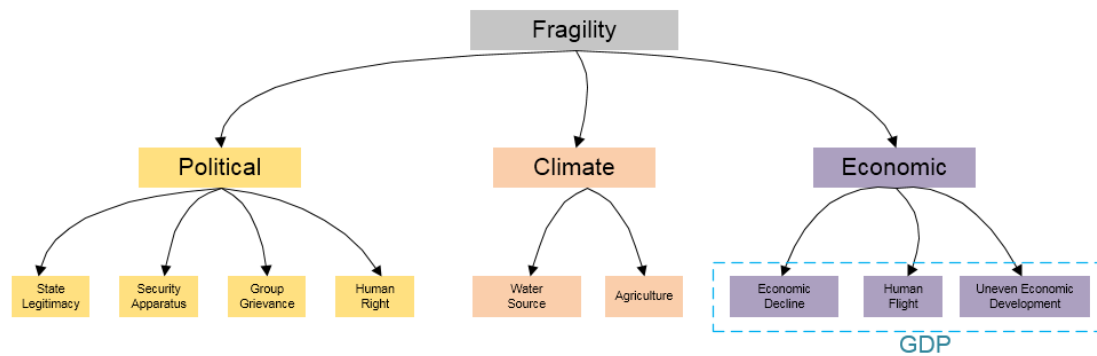 Fragility
Political
Climate
Economic
State
Legitimacy
Security
Apparatus
Group
Grievance
Human
Right
Water
Source
Agriculture
Economic
Decline
Human
Flight
Uneven Economic
Development
GDP